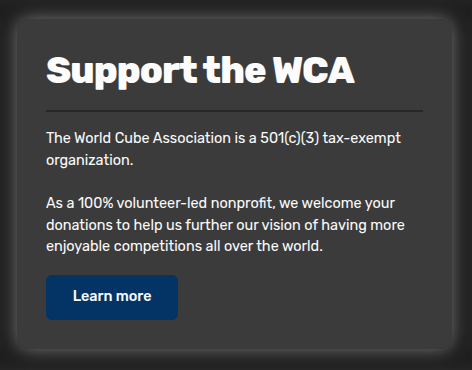 Support the WCA
The World Cube Association is a 501(c)(3) tax-exempt
organization.
As a 100% volunteer-led nonprofit, we welcome your
donations to help us further our vision of having more
enjoyable competitions all over the world.
Learn more